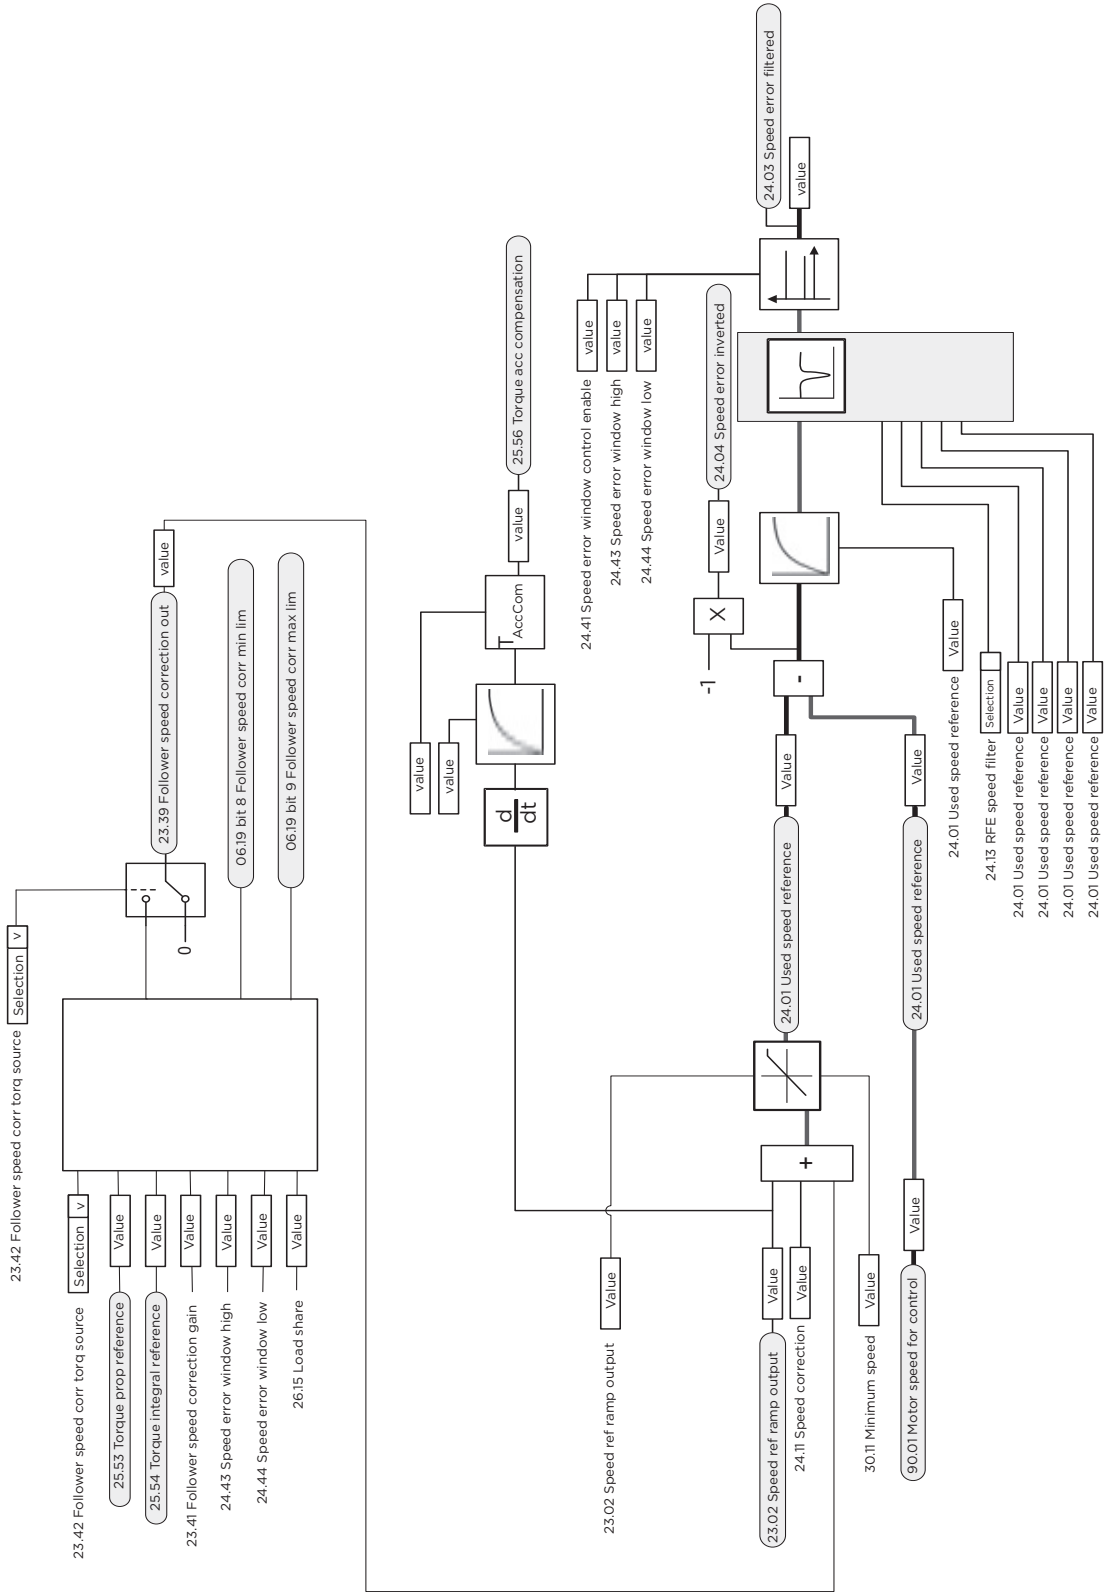 23.42 Follower speed corr torq source
Selection
v
23.42 Follower speed corr torq source
Selection
v
25.53 Torque prop reference
Value
25.54 Torque integral reference
Value
23.41 Follower speed correction gain
Value
24.43 Speed error window high
Value
24.44 Speed error window low
Value
26.15 Load share
Value
0
23.39 Follower speed correction out
value
06.19 bit 8 Follower speed corr min lim
06.19 bit 9 Follower speed corr max lim
value
value
d
dt
T
AccCom
value
25.56 Torque acc compensation
24.41 Speed error window control enable
value
24.43 Speed error window high
value
24.44 Speed error window low
value
23.02 Speed ref ramp output
Value
-1
X
Value
24.04 Speed error inverted
23.02 Speed ref ramp output
Value
24.11 Speed correction
Value
+
24.01 Used speed reference
Value
-
24.03 Speed error filtered
value
30.11 Minimum speed
Value
90.01 Motor speed for control
Value
24.01 Used speed reference
Value
24.01 Used speed reference
Value
24.13 RFE speed filter
Selection
24.01 Used speed reference
Value
24.01 Used speed reference
Value
24.01 Used speed reference
Value
24.01 Used speed reference
Value